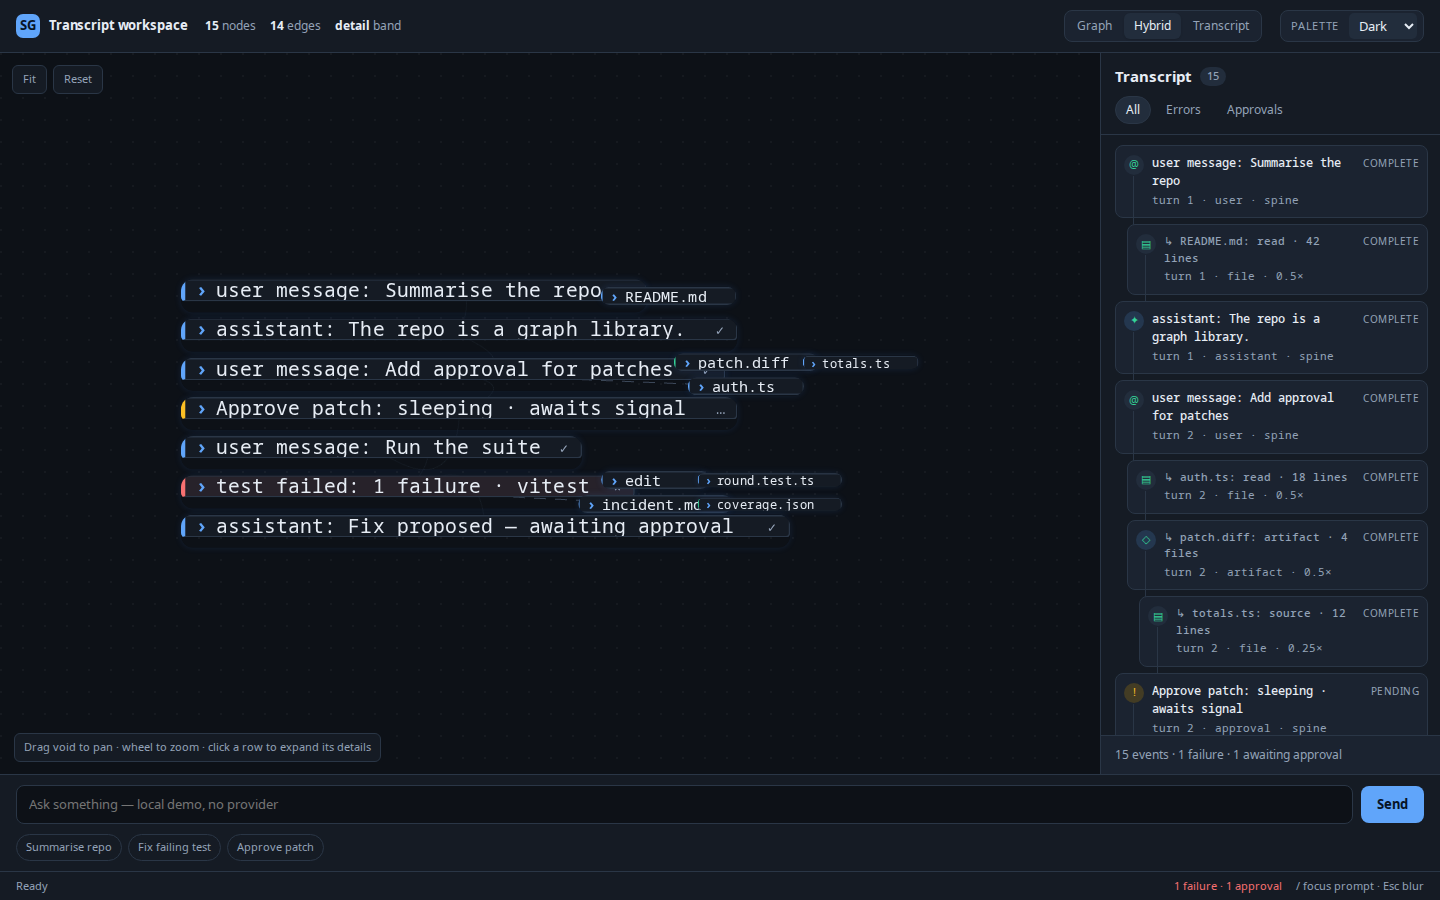 SG Transcript workspace 15 nodes 14 edges detail band Graph Hybrid Transcript PALETTE Dark
Fit Reset
› user message: Summarise the repo
› README.md
› assistant: The repo is a graph library. ✓
› user message: Add approval for patches
› patch.diff › totals.ts
› auth.ts
› Approve patch: sleeping · awaits signal …
› user message: Run the suite ✓
› test failed: 1 failure · vitest
› edit › round.test.ts
› incident.md › coverage.json
› assistant: Fix proposed — awaiting approval ✓
Drag void to pan · wheel to zoom · click a row to expand its details
Transcript 15
All Errors Approvals
@ user message: Summarise the COMPLETE
repo
turn 1 · user · spine
↳ README.md: read · 42 COMPLETE
lines
turn 1 · file · 0.5×
✦ assistant: The repo is a COMPLETE
graph library.
turn 1 · assistant · spine
@ user message: Add approval COMPLETE
for patches
turn 2 · user · spine
↳ auth.ts: read · 18 lines COMPLETE
turn 2 · file · 0.5×
◇ ↳ patch.diff: artifact · 4 COMPLETE
files
turn 2 · artifact · 0.5×
↳ totals.ts: source · 12 COMPLETE
lines
turn 2 · file · 0.25×
! Approve patch: sleeping · PENDING
awaits signal
turn 2 · approval · spine
15 events · 1 failure · 1 awaiting approval
Ask something — local demo, no provider Send
Summarise repo Fix failing test Approve patch
Ready 1 failure · 1 approval / focus prompt · Esc blur